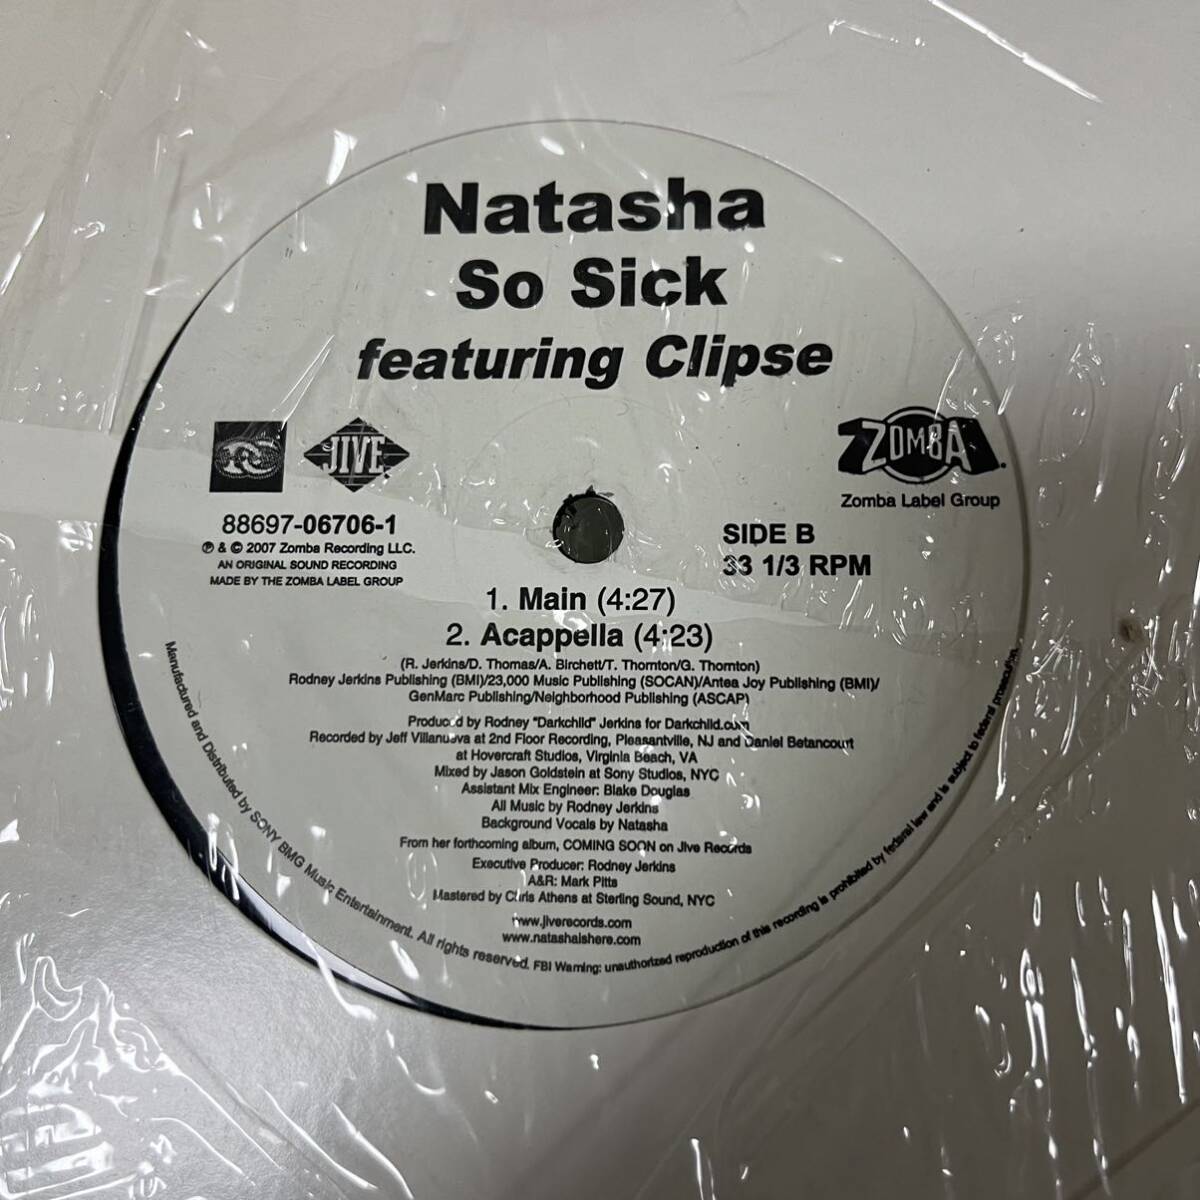 Natasha
So Sick
featuring Clipse
JIVE
ZOMBA
Zomba Label Group
88697-06706-1
℗ & © 2007 Zomba Recording LLC.
AN ORIGINAL SOUND RECORDING
MADE BY THE ZOMBA LABEL GROUP
SIDE B
33 1/3 RPM
1. Main (4:27)
2. Acappella (4:23)
(R. Jerkins/D. Thomas/A. Birchett/T. Thornton/G. Thornton)
Rodney Jerkins Publishing (BMI)/23,000 Music Publishing (SOCAN)/Antea Joy Publishing (BMI)/
GenMarc Publishing/Neighborhood Publishing (ASCAP)
Produced by Rodney "Darkchild" Jerkins for Darkchild.com
Recorded by Jeff Villanueva at 2nd Floor Recording, Pleasantville, NJ and Daniel Betancourt
at Hovercraft Studios, Virginia Beach, VA
Mixed by Jason Goldstein at Sony Studios, NYC
Assistant Mix Engineer: Blake Douglas
All Music by Rodney Jerkins
Background Vocals by Natasha
From her forthcoming album, COMING SOON on Jive Records
Executive Producer: Rodney Jerkins
A&R: Mark Pitts
Mastered by Chris Athens at Sterling Sound, NYC
www.jiverecords.com
www.natashaishere.com
Manufactured and Distributed by SONY BMG Music Entertainment. All rights reserved. FBI Warning: unauthorized reproduction of this recording is prohibited by federal law and is subject to federal prosecution.